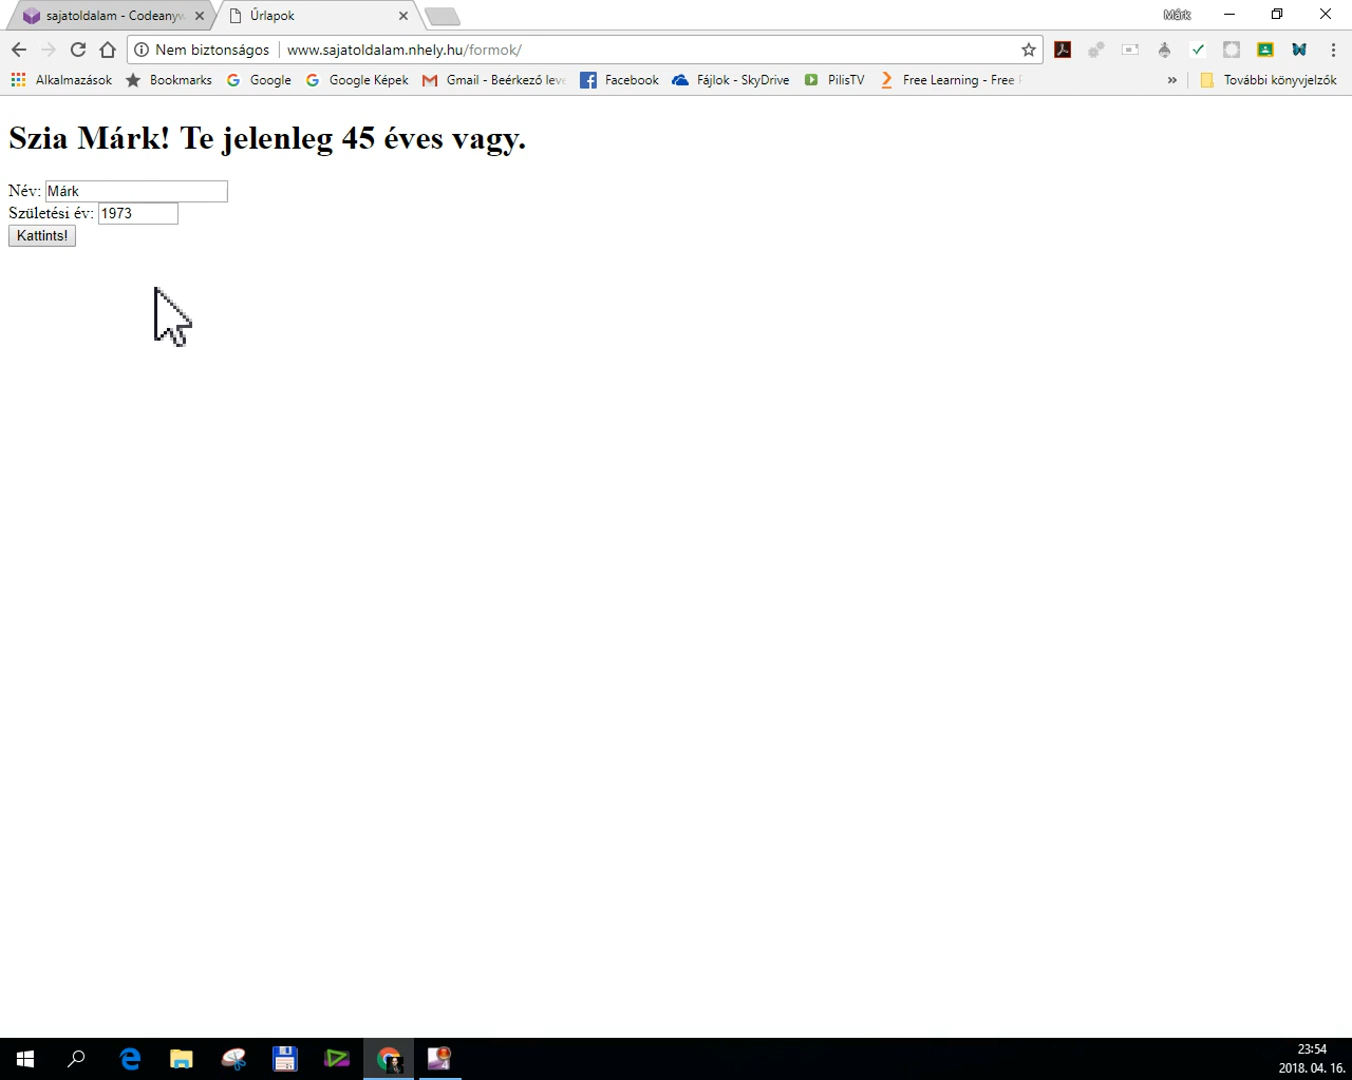 sajatoldalam - Codeanyw
Űrlapok
Márk
Nem biztonságos
www.sajatoldalam.nhely.hu/formok/
Alkalmazások
Bookmarks
Google
Google Képek
Gmail - Beérkező leve
Facebook
Fájlok - SkyDrive
PilisTV
Free Learning - Free
»
További könyvjelzők
Szia Márk! Te jelenleg 45 éves vagy.
Név: Márk
Születési év: 1973
Kattints!
23:54
2018. 04. 16.